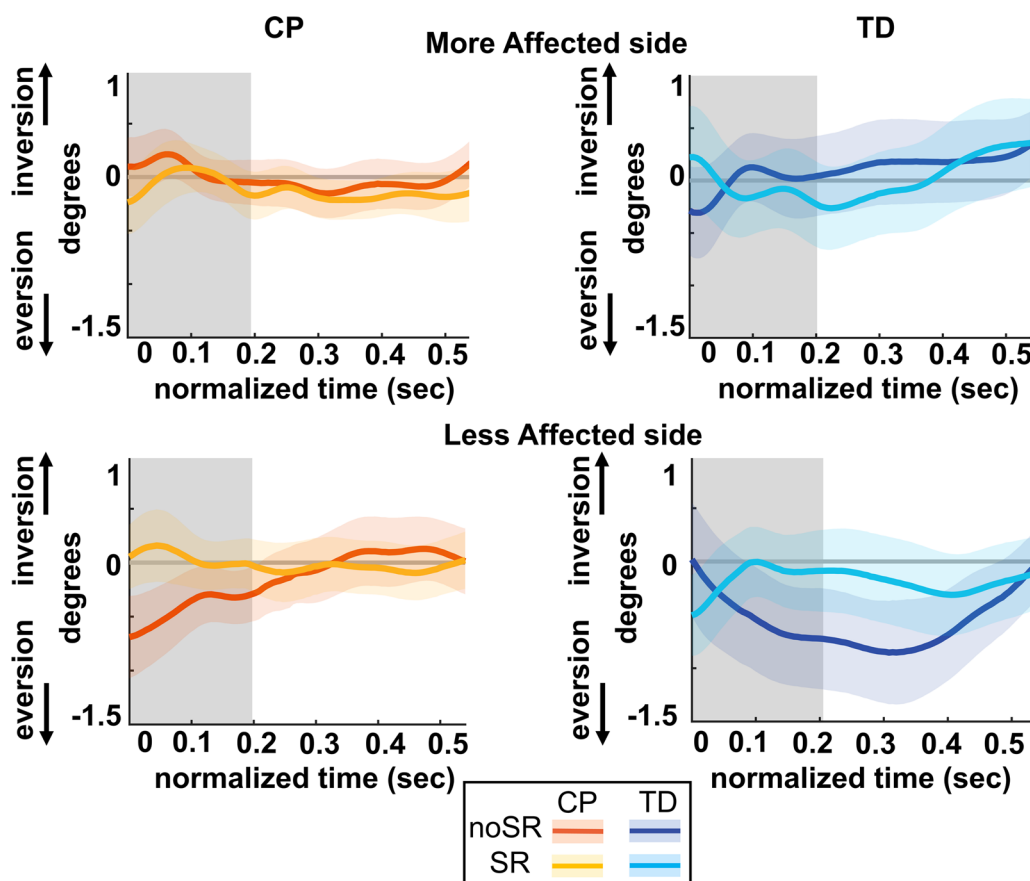 CP
TD
More Affected side
inversion
degrees
eversion
1
0
-1.5
0 0.1 0.2 0.3 0.4 0.5
normalized time (sec)
inversion
degrees
eversion
1
0
-1.5
0 0.1 0.2 0.3 0.4 0.5
normalized time (sec)
Less Affected side
inversion
degrees
eversion
1
0
-1.5
0 0.1 0.2 0.3 0.4 0.5
normalized time (sec)
inversion
degrees
eversion
1
0
-1.5
0 0.1 0.2 0.3 0.4 0.5
normalized time (sec)
CP TD
noSR
SR